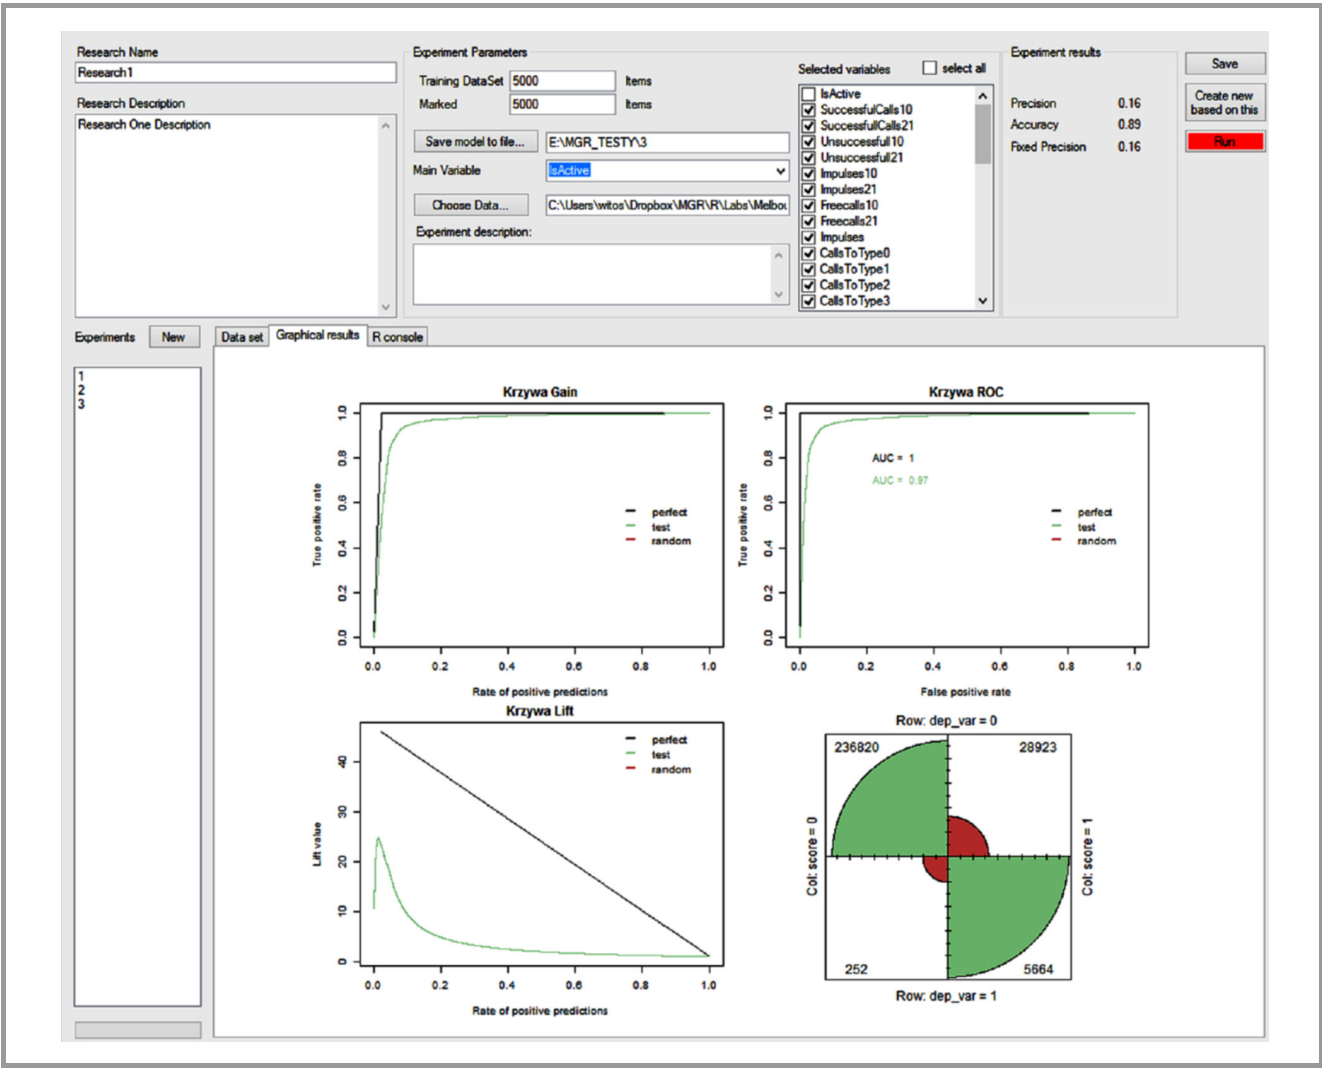 Research Name
Research1
Research Description
Research One Description
Experiment Parameters
Training DataSet 5000 Items
Marked 5000 Items
Save model to file... E:\MGR_TESTY\3
Main Variable IsActive
Choose Data... C:\Users\witos\Dropbox\MGR\R\Labs\Melbou
Experiment description:
Selected variables select all
IsActive
SuccessfulCalls10
SuccessfullCalls21
Unsuccessful10
Unsuccessful21
Impulses10
Impulses21
Freecalls10
Freecalls21
Impulses
CallsToType0
CallsToType1
CallsToType2
CallsToType3
Experiment results
Precision 0.16
Accuracy 0.89
Fixed Precision 0.16
Save
Create new
based on this
Run
Experiments New
1
2
3
Data set Graphical results R console
Krzywa Gain
True positive rate
0.0 0.2 0.4 0.6 0.8 1.0
perfect
test
random
0.0 0.2 0.4 0.6 0.8 1.0
Rate of positive predictions
Krzywa ROC
True positive rate
0.0 0.2 0.4 0.6 0.8 1.0
AUC = 1
AUC = 0.97
perfect
test
random
0.0 0.2 0.4 0.6 0.8 1.0
False positive rate
Krzywa Lift
Lift value
0 10 20 30 40
perfect
test
random
0.0 0.2 0.4 0.6 0.8 1.0
Rate of positive predictions
Row: dep_var = 0
236820 28923
Col: score = 0
Col: score = 1
252 5664
Row: dep_var = 1